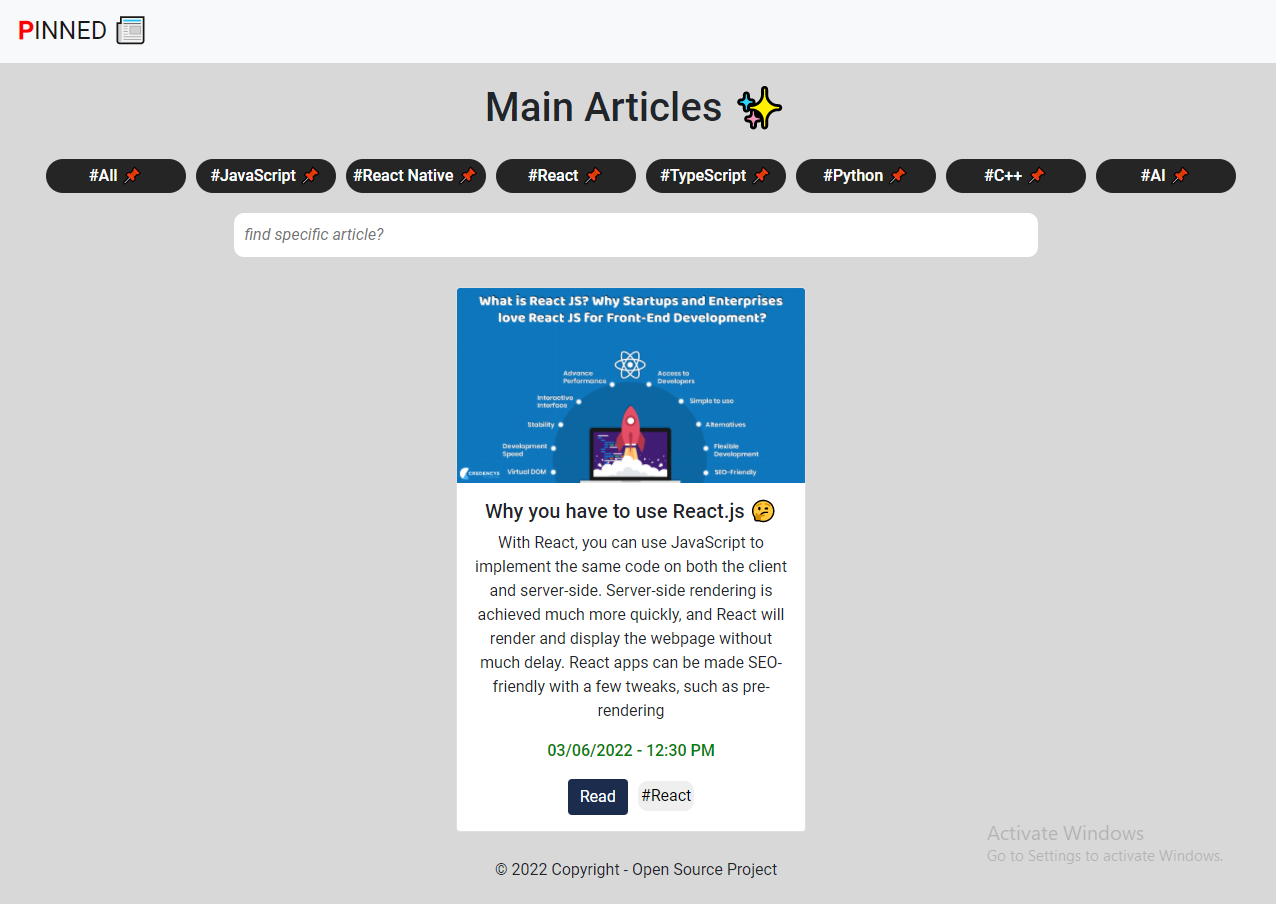 PINNED
Main Articles ✨
#All 📌 #JavaScript 📌 #React Native 📌 #React 📌 #TypeScript 📌 #Python 📌 #C++ 📌 #AI 📌
find specific article?
What is React JS? Why Startups and Enterprises
love React JS for Front-End Development?
Advance
Performance
Access to
Developers
Interactive
Interface
Simple to use
Stability
Alternatives
Development
Speed
Flexible
Development
CREDENCYS
Virtual DOM
SEO-Friendly
Why you have to use React.js 🤔
With React, you can use JavaScript to
implement the same code on both the client
and server-side. Server-side rendering is
achieved much more quickly, and React will
render and display the webpage without
much delay. React apps can be made SEO-
friendly with a few tweaks, such as pre-
rendering
03/06/2022 - 12:30 PM
Read #React
Activate Windows
Go to Settings to activate Windows.
© 2022 Copyright - Open Source Project